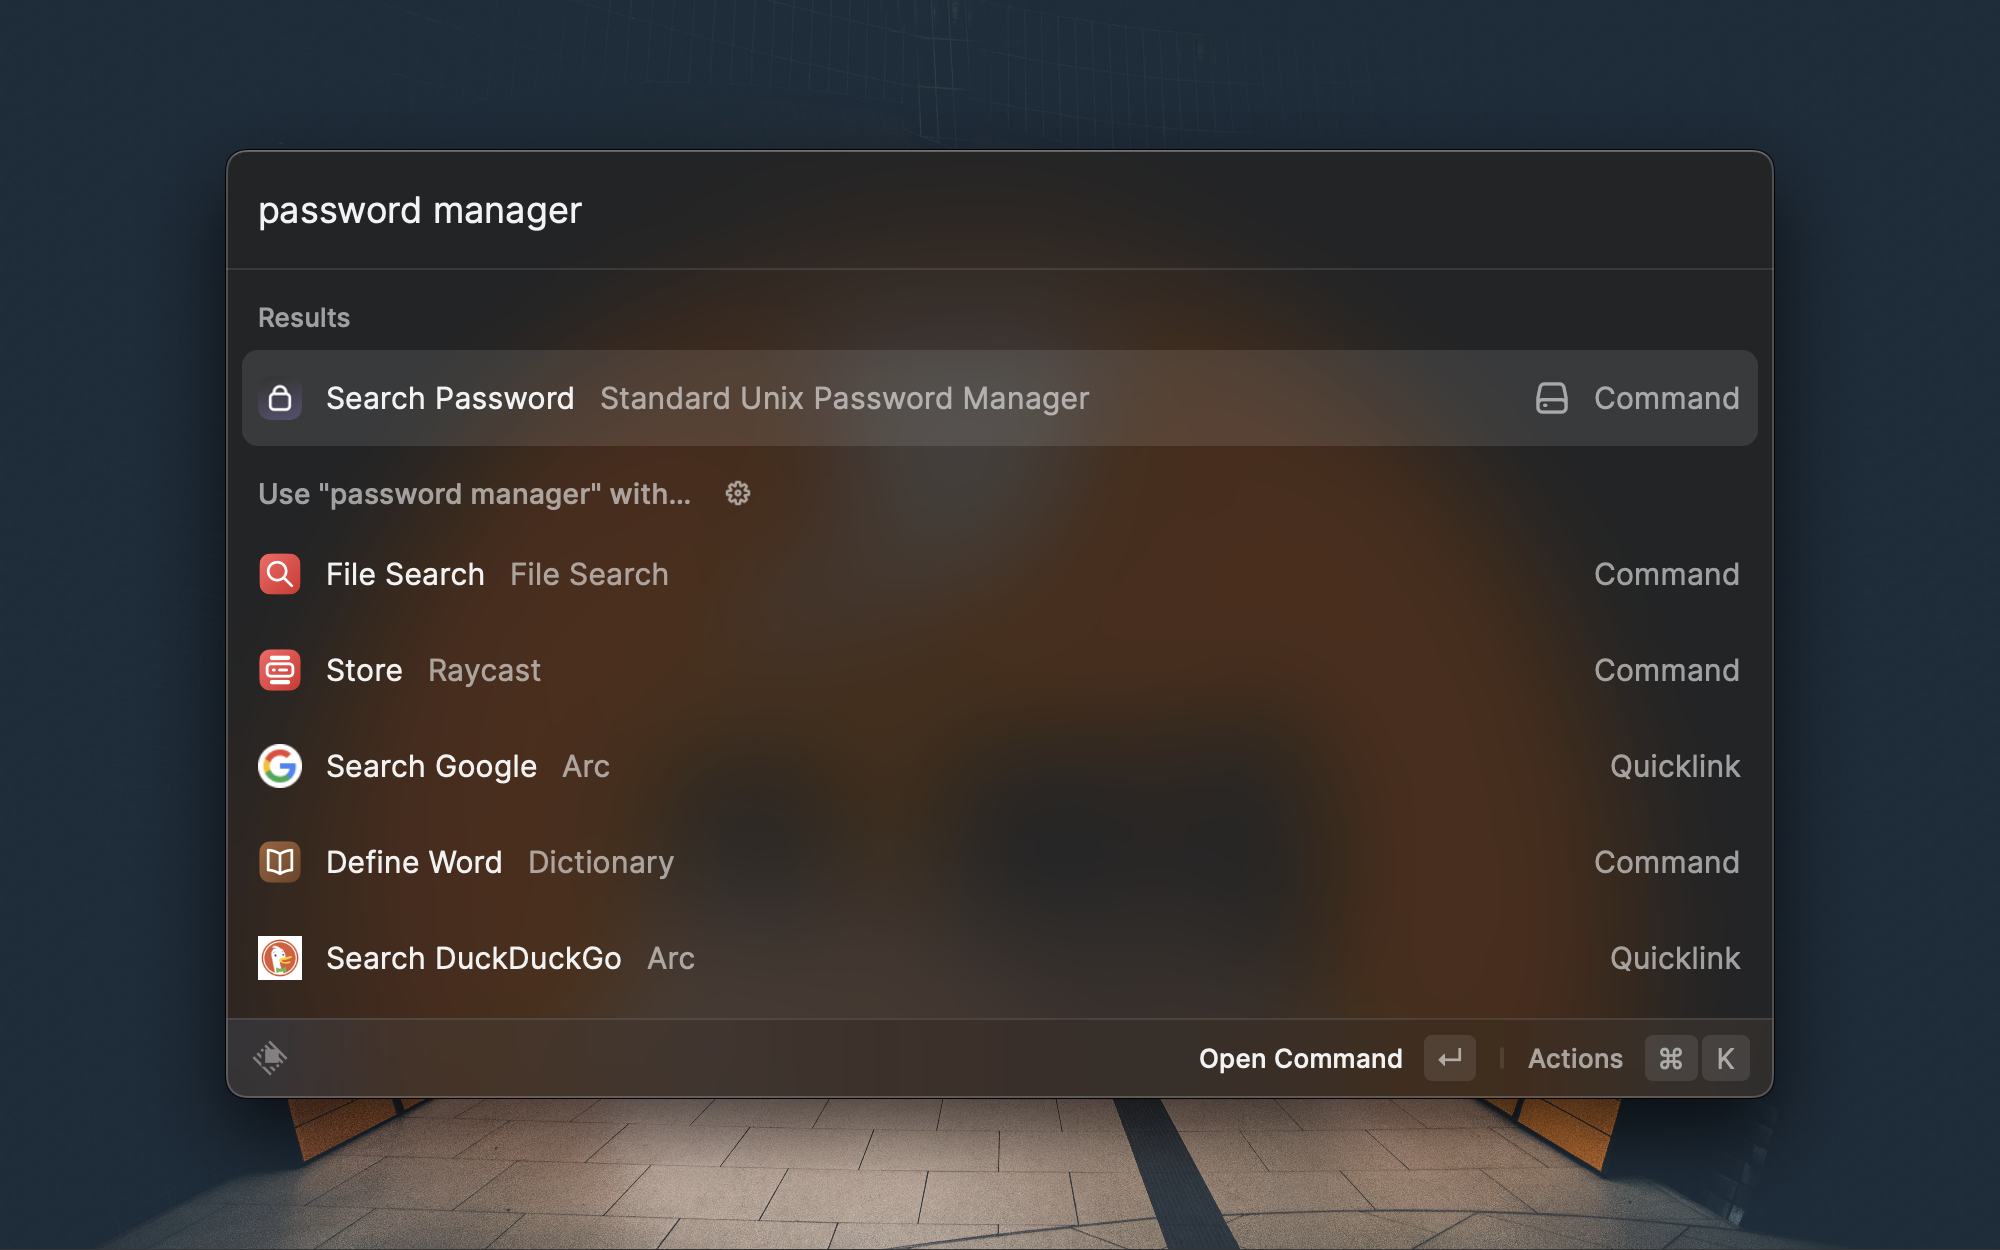 password manager
Results
Search Password Standard Unix Password Manager Command
Use "password manager" with...
File Search File Search Command
Store Raycast Command
Search Google Arc Quicklink
Define Word Dictionary Command
Search DuckDuckGo Arc Quicklink
Open Command ↵ Actions ⌘ K